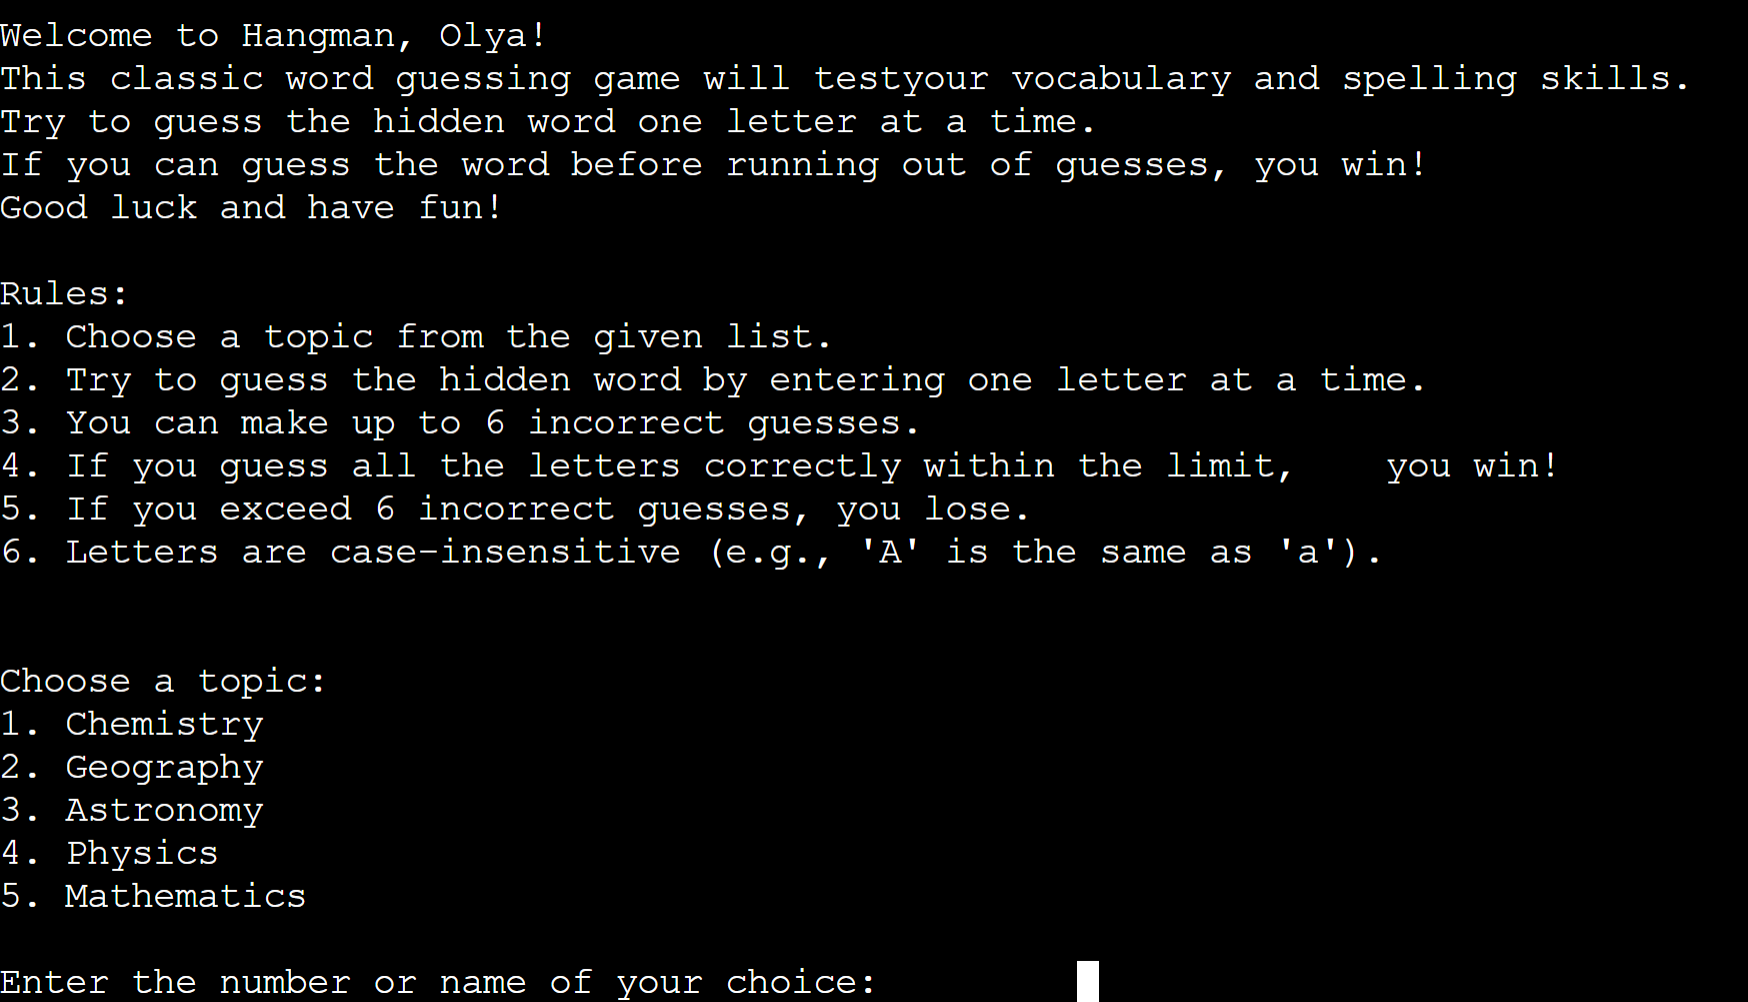 Welcome to Hangman, Olya!
This classic word guessing game will testyour vocabulary and spelling skills.
Try to guess the hidden word one letter at a time.
If you can guess the word before running out of guesses, you win!
Good luck and have fun!
Rules:
1. Choose a topic from the given list.
2. Try to guess the hidden word by entering one letter at a time.
3. You can make up to 6 incorrect guesses.
4. If you guess all the letters correctly within the limit,    you win!
5. If you exceed 6 incorrect guesses, you lose.
6. Letters are case-insensitive (e.g., 'A' is the same as 'a').
Choose a topic:
1. Chemistry
2. Geography
3. Astronomy
4. Physics
5. Mathematics
Enter the number or name of your choice: